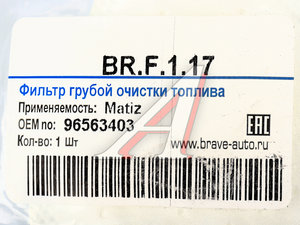 BR.F.1.17
Фильтр грубой очистки топлива
Применяемость: Matiz
OEM no: 96563403
Кол-во: 1 Шт
EAC
www.brave-auto.ru